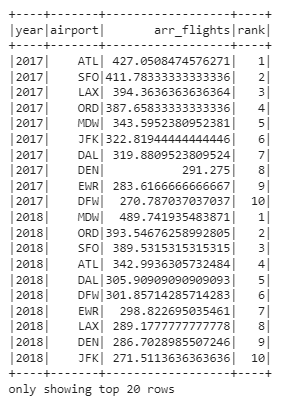 +----+-------+------------------+----+
|year|airport|       arr_flights|rank|
+----+-------+------------------+----+
|2017|    ATL| 427.0508474576271|   1|
|2017|    SFO|411.78333333333336|   2|
|2017|    LAX| 394.3636363636364|   3|
|2017|    ORD|387.65833333333336|   4|
|2017|    MDW| 343.5952380952381|   5|
|2017|    JFK|322.81944444444446|   6|
|2017|    DAL| 319.8809523809524|   7|
|2017|    DEN|           291.275|   8|
|2017|    EWR| 283.6166666666667|   9|
|2017|    DFW| 270.787037037037|  10|
|2018|    MDW|  489.741935483871|   1|
|2018|    ORD|393.54676258992805|   2|
|2018|    SFO| 389.5315315315315|   3|
|2018|    ATL| 342.9936305732484|   4|
|2018|    DAL|305.90909090909093|   5|
|2018|    DFW|301.85714285714283|   6|
|2018|    EWR|  298.822695035461|   7|
|2018|    LAX| 289.1777777777778|   8|
|2018|    DEN| 286.7028985507246|   9|
|2018|    JFK| 271.5113636363636|  10|
+----+-------+------------------+----+
only showing top 20 rows